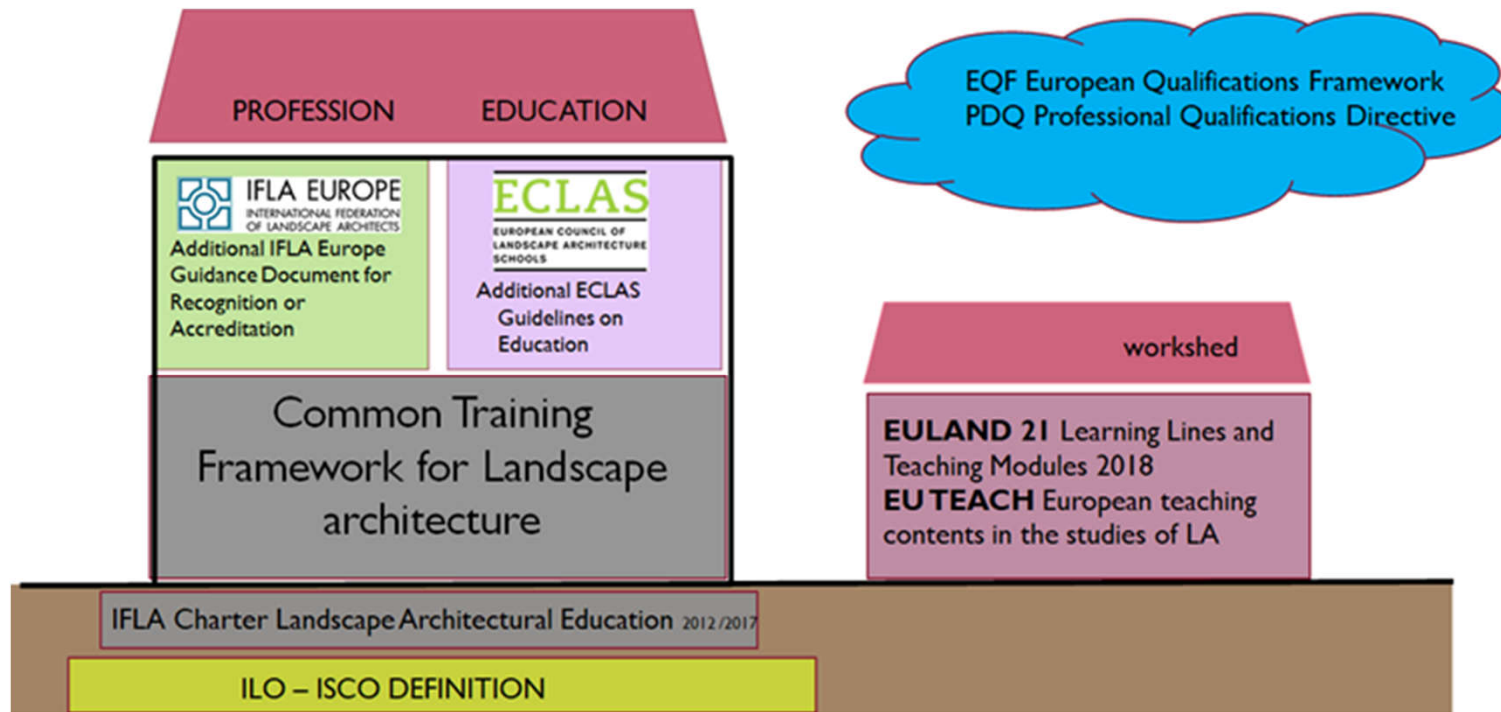 PROFESSION EDUCATION
EQF European Qualifications Framework
PDQ Professional Qualifications Directive
IFLA EUROPE
INTERNATIONAL FEDERATION
OF LANDSCAPE ARCHITECTS
Additional IFLA Europe
Guidance Document for
Recognition or
Accreditation
ECLAS
EUROPEAN COUNCIL OF
LANDSCAPE ARCHITECTURE
SCHOOLS
Additional ECLAS
Guidelines on
Education
workshed
Common Training
Framework for Landscape
architecture
EULAND 21 Learning Lines and
Teaching Modules 2018
EU TEACH European teaching
contents in the studies of LA
IFLA Charter Landscape Architectural Education 2012/2017
ILO – ISCO DEFINITION